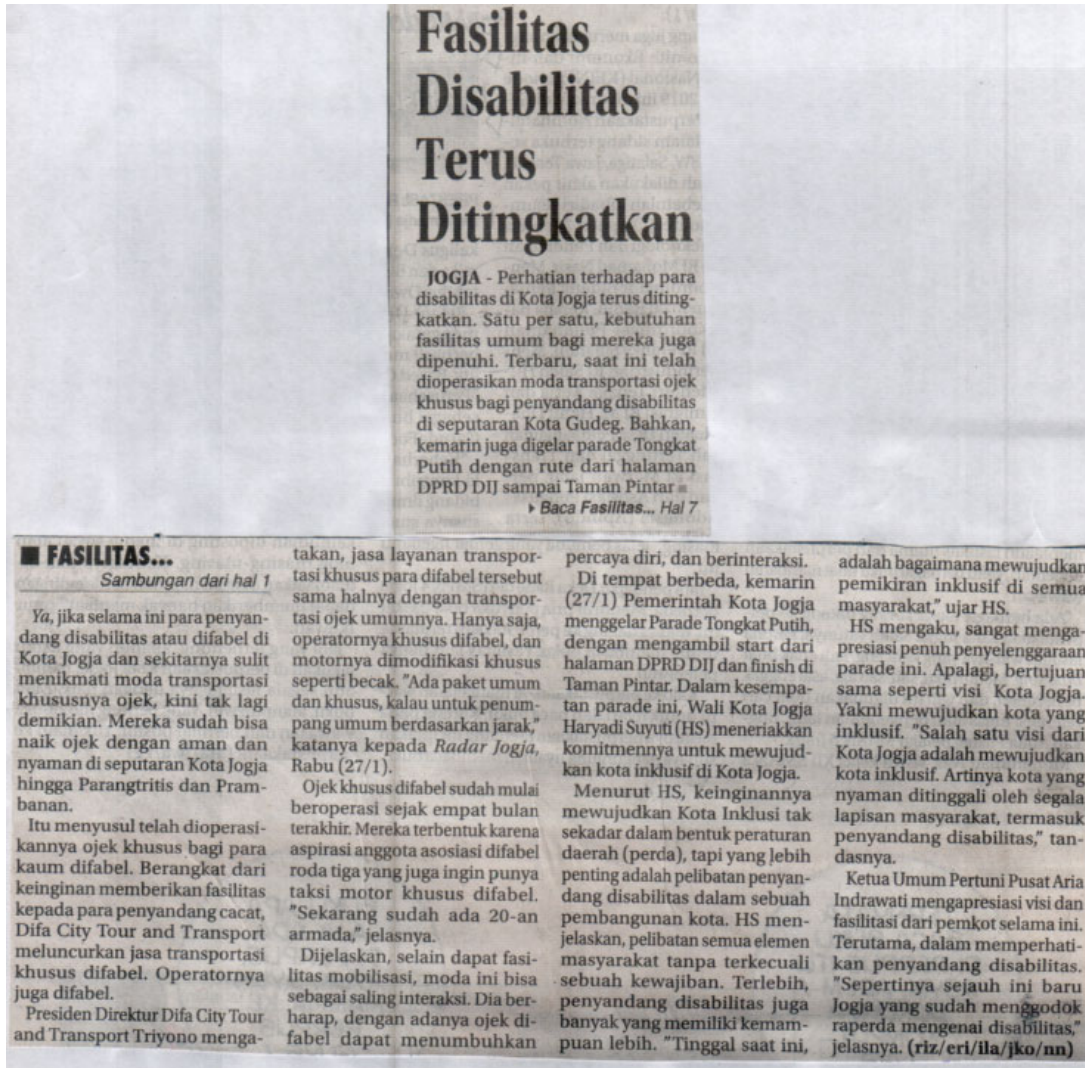 Fasilitas
Disabilitas
Terus
Ditingkatkan
JOGJA - Perhatian terhadap para
disabilitas di Kota Jogja terus diting-
katkan. Satu per satu, kebutuhan
fasilitas umum bagi mereka juga
dipenuhi. Terbaru, saat ini telah
dioperasikan moda transportasi ojek
khusus bagi penyandang disabilitas
di seputaran Kota Gudeg. Bahkan,
kemarin juga digelar parade Tongkat
Putih dengan rute dari halaman
DPRD DIJ sampai Taman Pintar ■
▸ Baca Fasilitas... Hal 7
■ FASILITAS...
Sambungan dari hal 1
Ya, jika selama ini para penyan-
dang disabilitas atau difabel di
Kota Jogja dan sekitarnya sulit
menikmati moda transportasi
khususnya ojek, kini tak lagi
demikian. Mereka sudah bisa
naik ojek dengan aman dan
nyaman di seputaran Kota Jogja
hingga Parangtritis dan Pram-
banan.
Itu menyusul telah dioperasi-
kannya ojek khusus bagi para
kaum difabel. Berangkat dari
keinginan memberikan fasilitas
kepada para penyandang cacat,
Difa City Tour and Transport
meluncurkan jasa transportasi
khusus difabel. Operatornya
juga difabel.
Presiden Direktur Difa City Tour
and Transport Triyono menga-
takan, jasa layanan transpor-
tasi khusus para difabel tersebut
sama halnya dengan transpor-
tasi ojek umumnya. Hanya saja,
operatornya khusus difabel, dan
motornya dimodifikasi khusus
seperti becak. "Ada paket umum
dan khusus, kalau untuk penum-
pang umum berdasarkan jarak,"
katanya kepada Radar Jogja,
Rabu (27/1).
Ojek khusus difabel sudah mulai
beroperasi sejak empat bulan
terakhir. Mereka terbentuk karena
aspirasi anggota asosiasi difabel
roda tiga yang juga ingin punya
taksi motor khusus difabel.
"Sekarang sudah ada 20-an
armada," jelasnya.
Dijelaskan, selain dapat fasi-
litas mobilisasi, moda ini bisa
sebagai saling interaksi. Dia ber-
harap, dengan adanya ojek di-
fabel dapat menumbuhkan
percaya diri, dan berinteraksi.
Di tempat berbeda, kemarin
(27/1) Pemerintah Kota Jogja
menggelar Parade Tongkat Putih,
dengan mengambil start dari
halaman DPRD DIJ dan finish di
Taman Pintar. Dalam kesempa-
tan parade ini, Wali Kota Jogja
Haryadi Suyuti (HS) meneriakkan
komitmennya untuk mewujud-
kan kota inklusif di Kota Jogja.
Menurut HS, keinginannya
mewujudkan Kota Inklusi tak
sekadar dalam bentuk peraturan
daerah (perda), tapi yang lebih
penting adalah pelibatan penyan-
dang disabilitas dalam sebuah
pembangunan kota. HS men-
jelaskan, pelibatan semua elemen
masyarakat tanpa terkecuali
sebuah kewajiban. Terlebih,
penyandang disabilitas juga
banyak yang memiliki kemam-
puan lebih. "Tinggal saat ini,
adalah bagaimana mewujudkan
pemikiran inklusif di semua
masyarakat," ujar HS.
HS mengaku, sangat menga-
presiasi penuh penyelenggaraan
parade ini. Apalagi, bertujuan
sama seperti visi Kota Jogja.
Yakni mewujudkan kota yang
inklusif. "Salah satu visi dari
Kota Jogja adalah mewujudkan
kota inklusif. Artinya kota yang
nyaman ditinggali oleh segala
lapisan masyarakat, termasuk
penyandang disabilitas," tan-
dasnya.
Ketua Umum Pertuni Pusat Aria
Indrawati mengapresiasi visi dan
fasilitasi dari pemkot selama ini.
Terutama, dalam memperhati-
kan penyandang disabilitas.
"Sepertinya sejauh ini baru
Jogja yang sudah menggodok
raperda mengenai disabilitas,"
jelasnya. (riz/eri/ila/jko/nn)